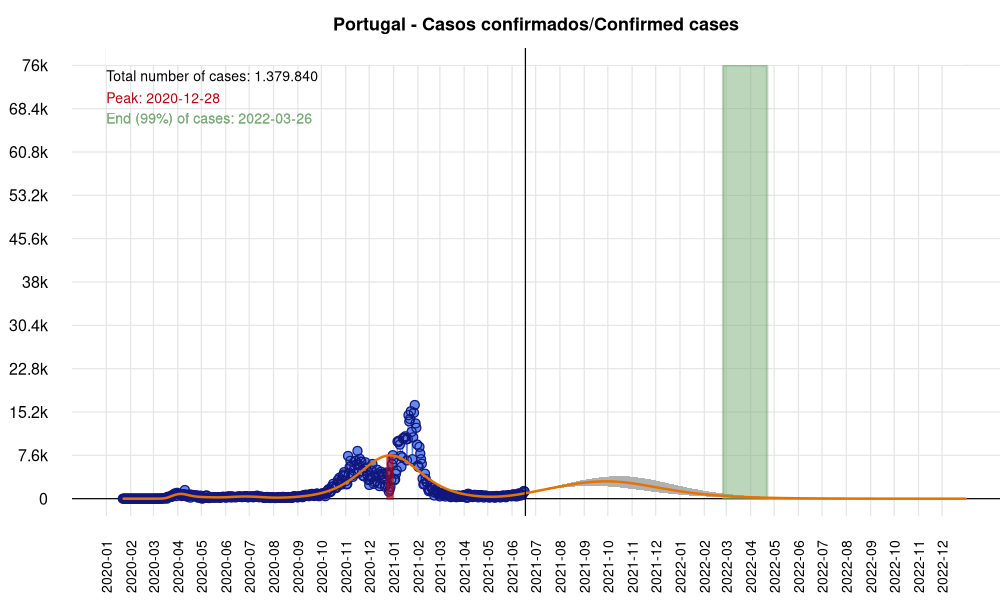 Portugal - Casos confirmados/Confirmed cases
Total number of cases: 1.379.840
Peak: 2020-12-28
End (99%) of cases: 2022-03-26
76k
68.4k
60.8k
53.2k
45.6k
38k
30.4k
22.8k
15.2k
7.6k
0
2020-01
2020-02
2020-03
2020-04
2020-05
2020-06
2020-07
2020-08
2020-09
2020-10
2020-11
2020-12
2021-01
2021-02
2021-03
2021-04
2021-05
2021-06
2021-07
2021-08
2021-09
2021-10
2021-11
2021-12
2022-01
2022-02
2022-03
2022-04
2022-05
2022-06
2022-07
2022-08
2022-09
2022-10
2022-11
2022-12